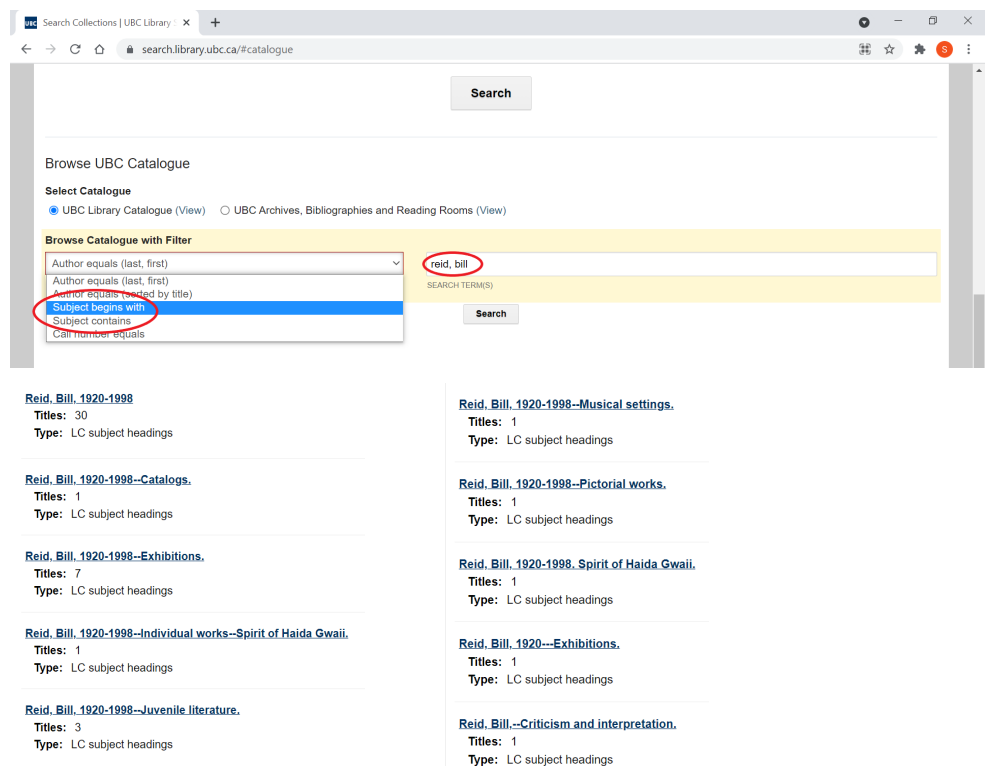 UBC Search Collections | UBC Library S
search.library.ubc.ca/#catalogue
S
Search
Browse UBC Catalogue
Select Catalogue
UBC Library Catalogue (View) UBC Archives, Bibliographies and Reading Rooms (View)
Browse Catalogue with Filter
Author equals (last, first) reid, bill
SEARCH TERM(S)
Author equals (last, first)
Author equals (sorted by title)
Subject begins with
Subject contains
Call number equals
Search
Reid, Bill, 1920-1998
Titles: 30
Type: LC subject headings
Reid, Bill, 1920-1998--Catalogs.
Titles: 1
Type: LC subject headings
Reid, Bill, 1920-1998--Exhibitions.
Titles: 7
Type: LC subject headings
Reid, Bill, 1920-1998--Individual works--Spirit of Haida Gwaii.
Titles: 1
Type: LC subject headings
Reid, Bill, 1920-1998--Juvenile literature.
Titles: 3
Type: LC subject headings
Reid, Bill, 1920-1998--Musical settings.
Titles: 1
Type: LC subject headings
Reid, Bill, 1920-1998--Pictorial works.
Titles: 1
Type: LC subject headings
Reid, Bill, 1920-1998. Spirit of Haida Gwaii.
Titles: 1
Type: LC subject headings
Reid, Bill, 1920---Exhibitions.
Titles: 1
Type: LC subject headings
Reid, Bill,--Criticism and interpretation.
Titles: 1
Type: LC subject headings